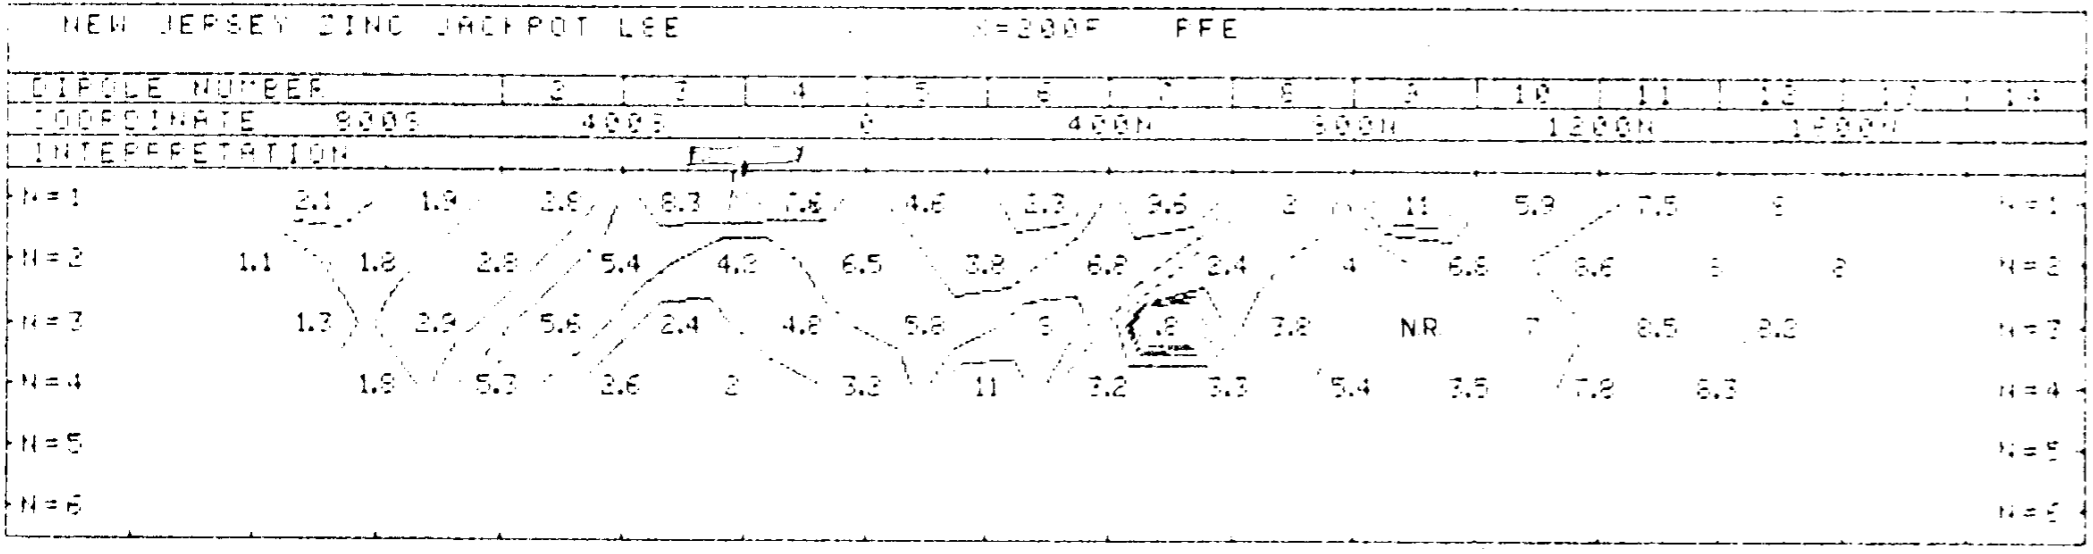 NEW JERSEY ZINC JACKPOT L8E X=200F PFE
DIPOLE NUMBER 2 3 4 5 6 7 8 9 10 11 12 13 14
COORDINATE 800S 400S 0 400N 800N 1200N 1600N
INTERPRETATION
N=1 2.1 1.9 2.8 8.3 7.6 4.6 2.3 9.6 2 11 5.9 7.5 8 N=1
N=2 1.1 1.8 2.8 5.4 4.2 6.5 3.8 6.8 2.4 4 6.8 8.6 8 8 N=2
N=3 1.3 2.9 5.6 2.4 4.8 5.8 9 .8 3.8 N.R. 7 8.5 8.2 N=3
N=4 1.8 5.3 2.6 2 3.2 11 3.2 3.3 5.4 3.5 7.8 8.3 N=4
N=5 N=5
N=6 N=6